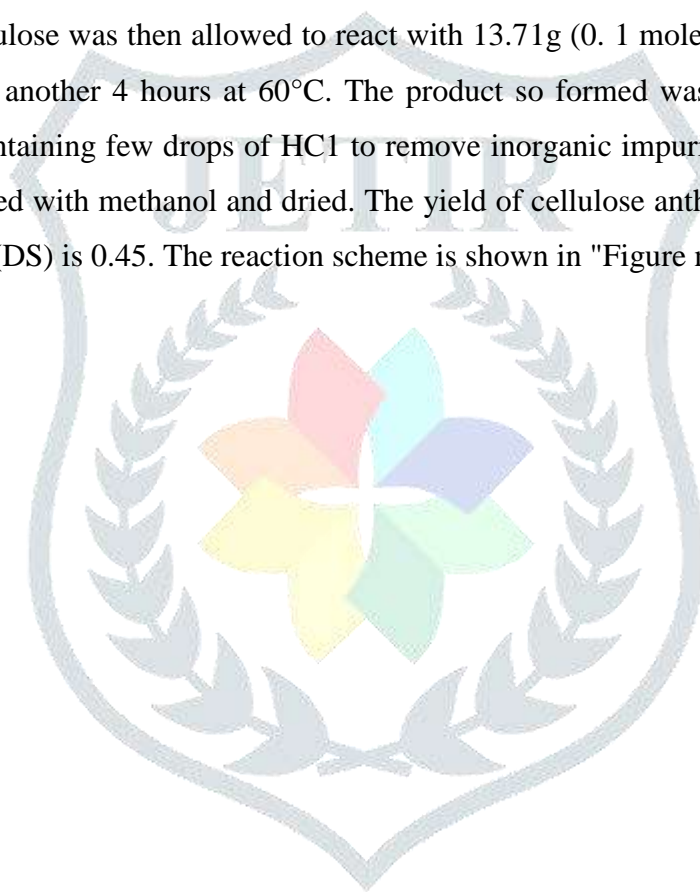 ulose was then allowed to react with 13.71g (0. 1 mole
another 4 hours at 60°C. The product so formed was
ntaining few drops of HC1 to remove inorganic impuri
ed with methanol and dried. The yield of cellulose anth
(DS) is 0.45. The reaction scheme is shown in "Figure
JETIR